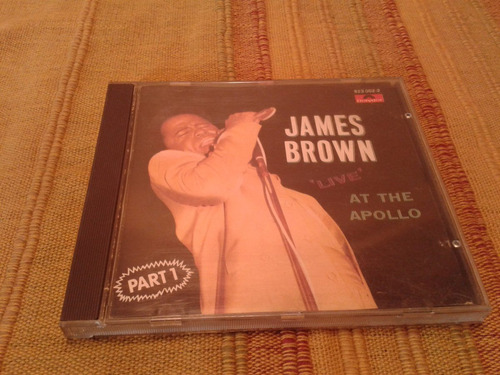 JAMES
BROWN
'LIVE'
AT THE
APOLLO
PART 1